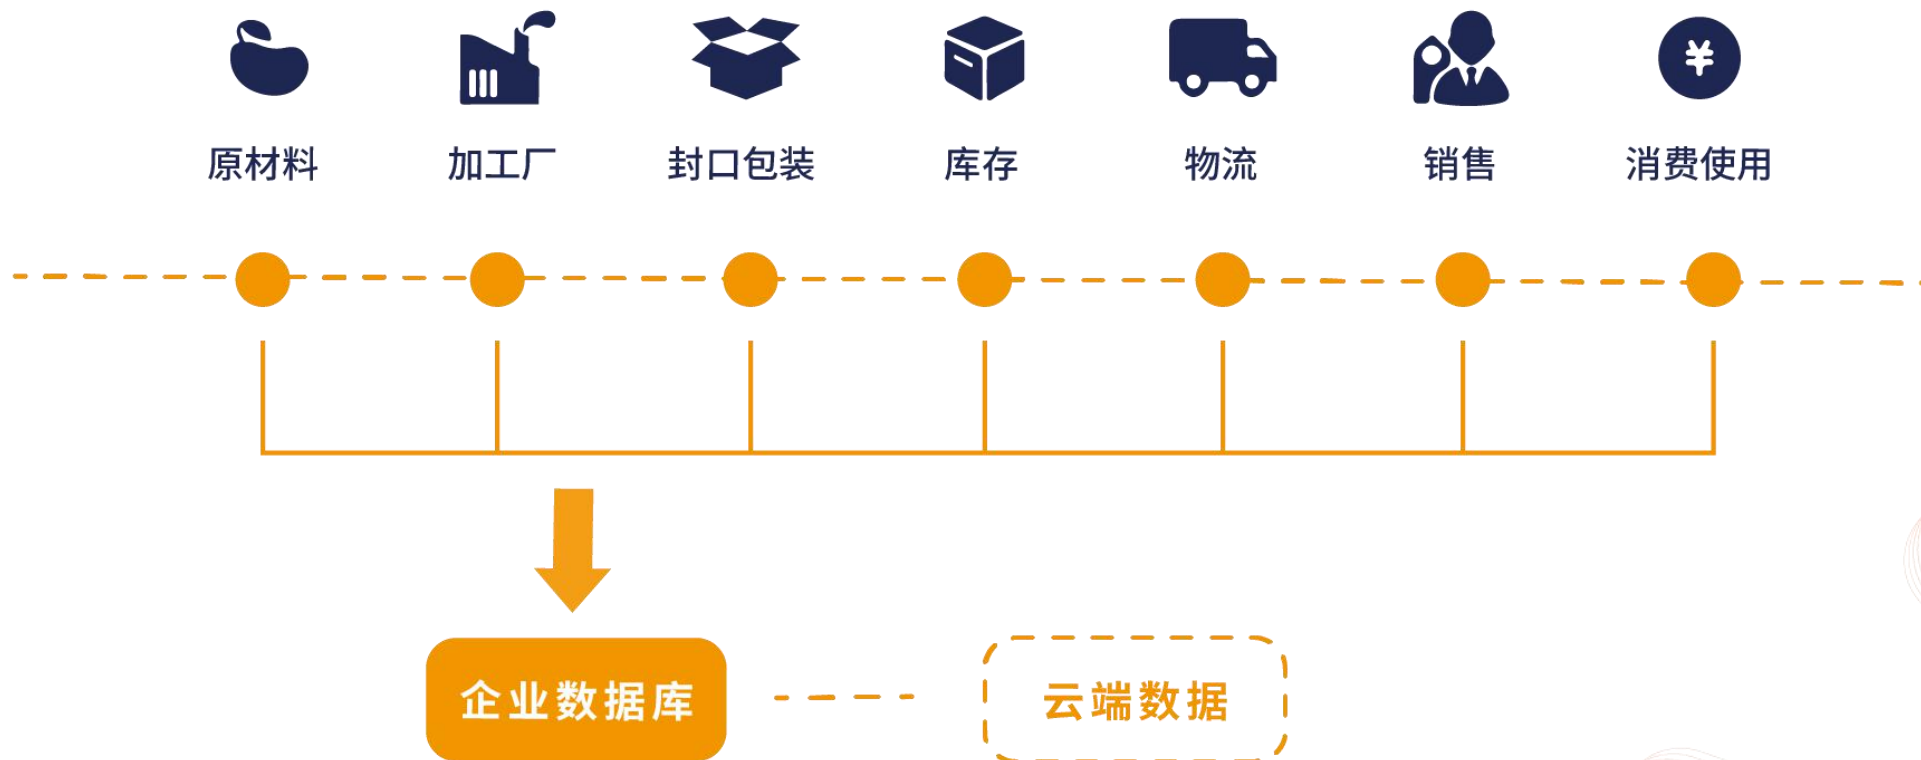 原材料
加工厂
封口包装
库存
物流
销售
消费使用
企业数据库
云端数据